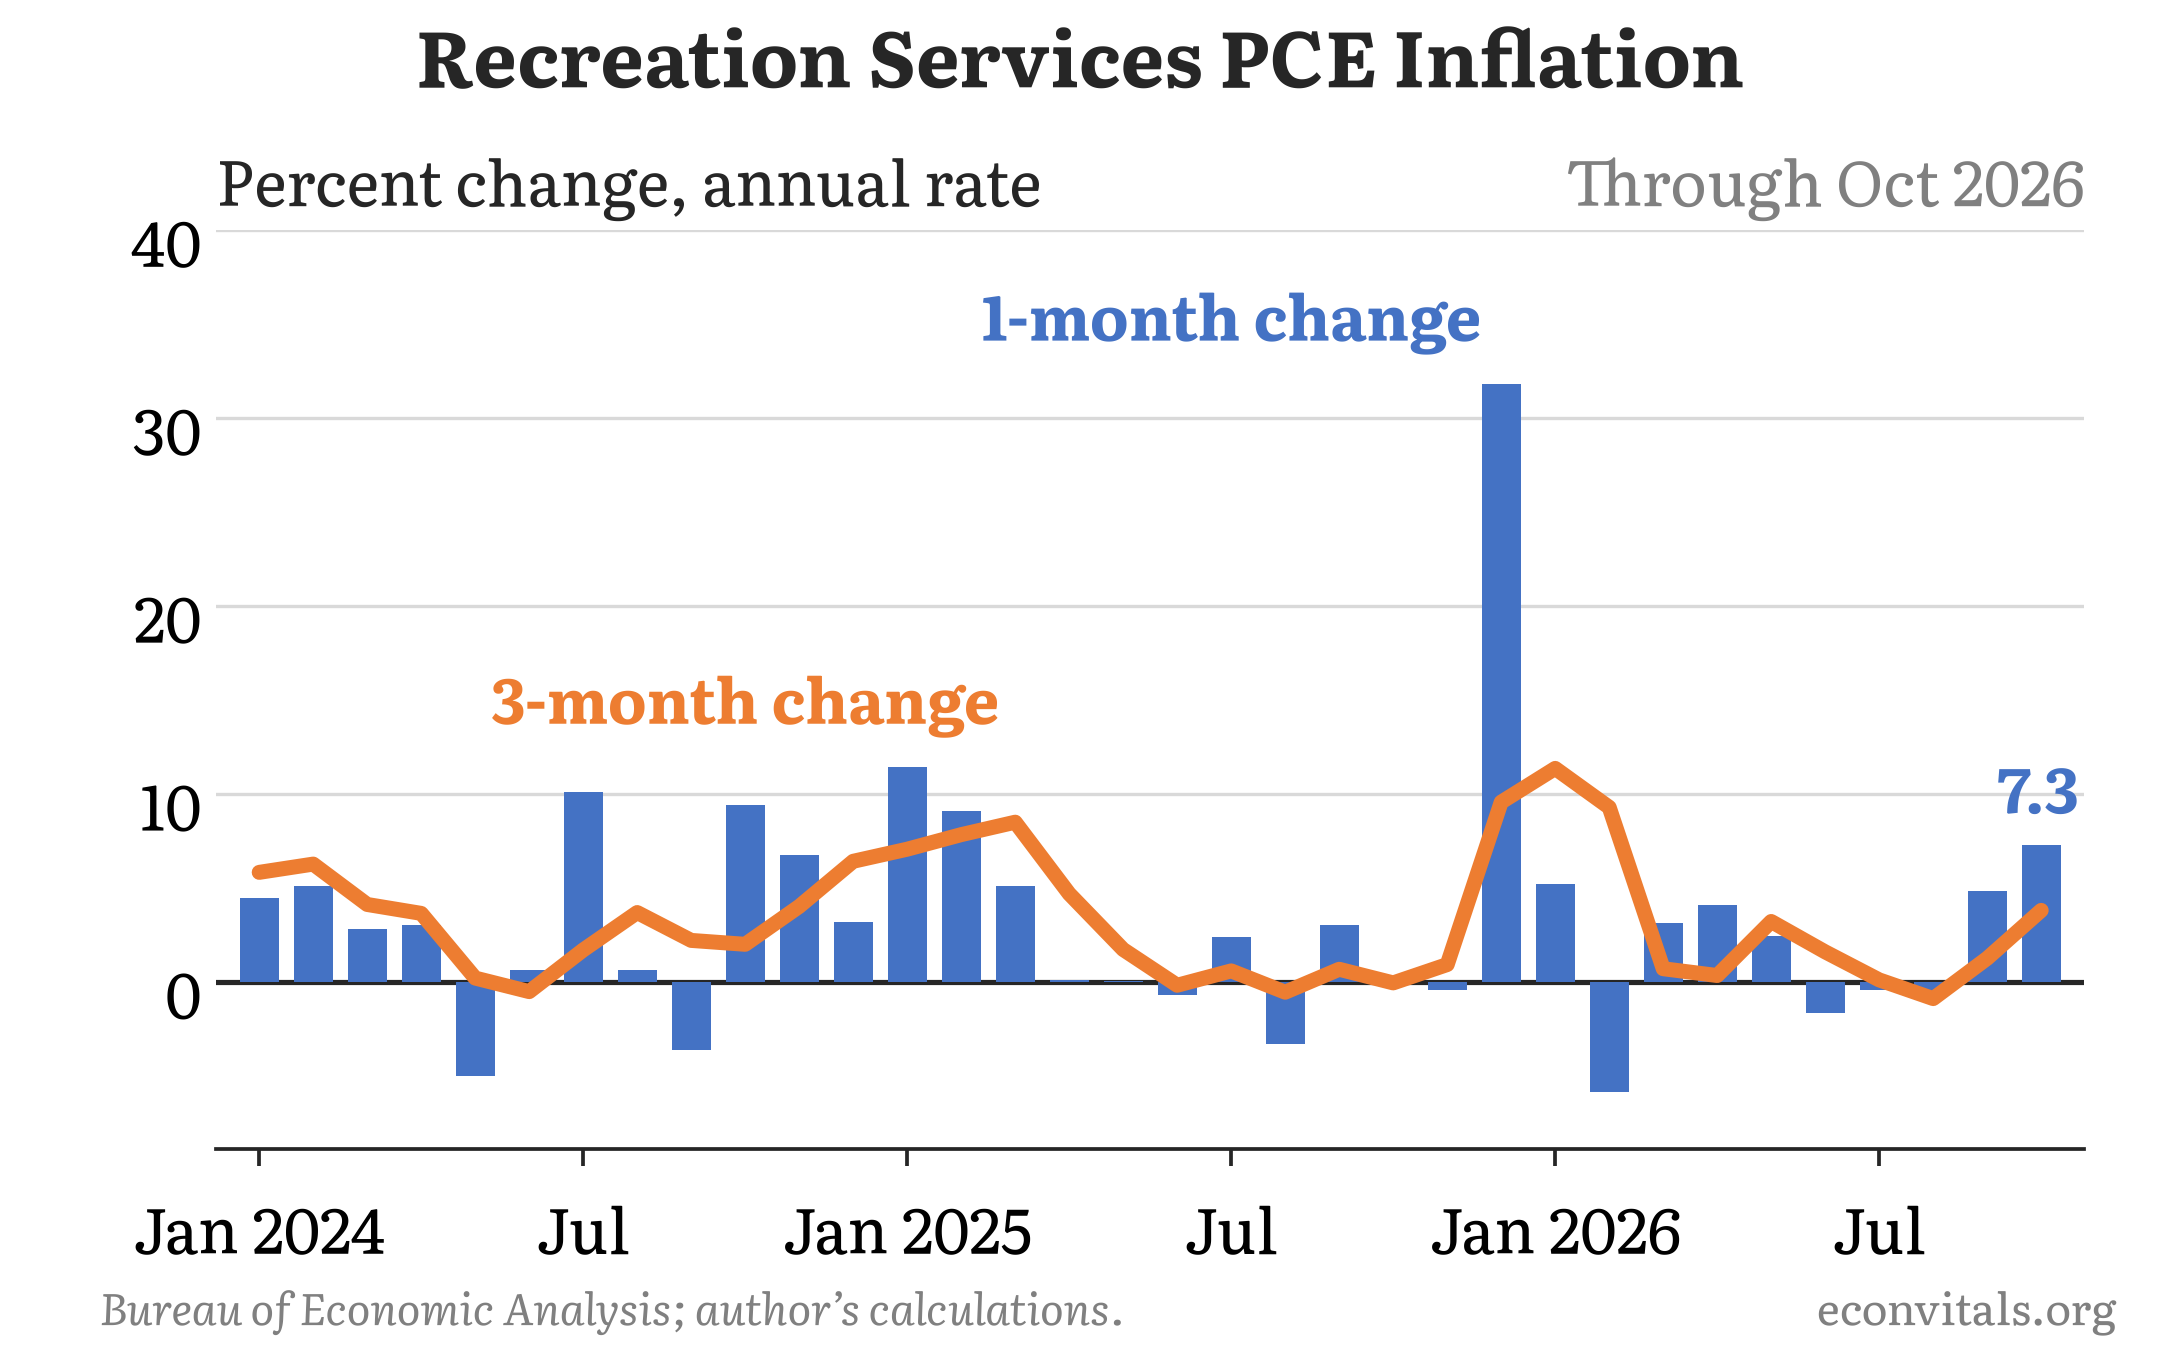 Recreation Services PCE Inflation
Percent change, annual rate
Through Oct 2026
40
1-month change
30
20
3-month change
10
7.3
0
Jan 2024
Jul
Jan 2025
Jul
Jan 2026
Jul
Bureau of Economic Analysis; author’s calculations.
econvitals.org